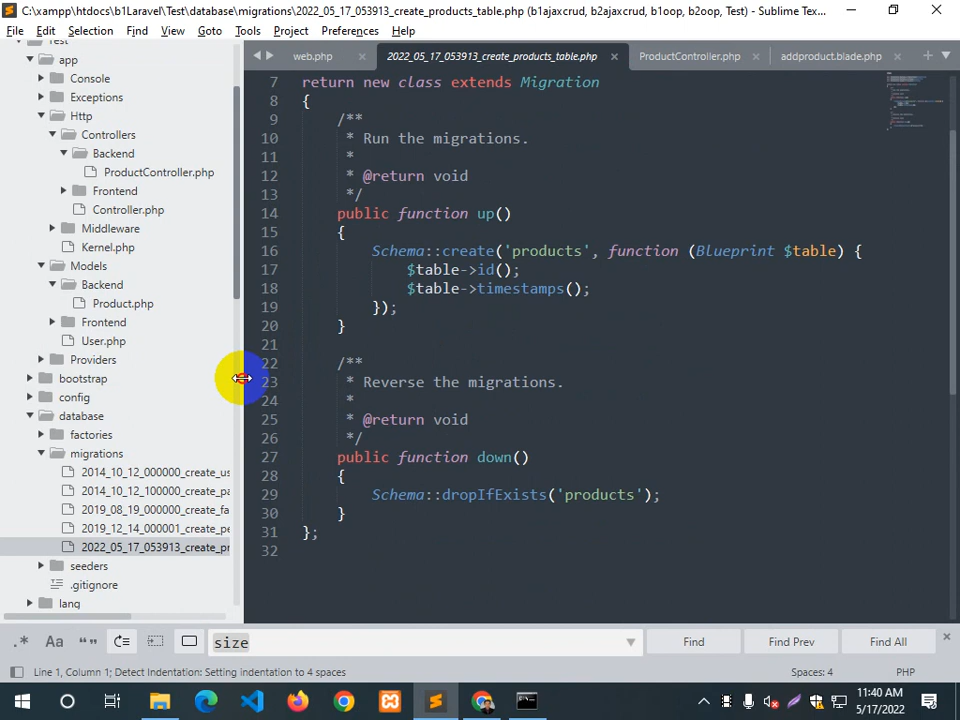 C:\xampp\htdocs\b1Laravel\Test\database\migrations\2022_05_17_053913_create_products_table.php (b1ajaxcrud, b2ajaxcrud, b1oop, b2oop, Test) - Sublime Tex...
File Edit Selection Find View Goto Tools Project Preferences Help
Test
app
Console
Exceptions
Http
Controllers
Backend
ProductController.php
Frontend
Controller.php
Middleware
Kernel.php
Models
Backend
Product.php
Frontend
User.php
Providers
bootstrap
config
database
factories
migrations
2014_10_12_000000_create_us
2014_10_12_100000_create_pa
2019_08_19_000000_create_fa
2019_12_14_000001_create_pe
2022_05_17_053913_create_pr
seeders
.gitignore
lang
web.php 2022_05_17_053913_create_products_table.php ProductController.php addproduct.blade.php
7 return new class extends Migration
8 {
9 /**
10 * Run the migrations.
11 *
12 * @return void
13 */
14 public function up()
15 {
16 Schema::create('products', function (Blueprint $table) {
17 $table->id();
18 $table->timestamps();
19 });
20 }
21
22 /**
23 * Reverse the migrations.
24 *
25 * @return void
26 */
27 public function down()
28 {
29 Schema::dropIfExists('products');
30 }
31 };
32
.* Aa “” size Find Find Prev Find All
Line 1, Column 1; Detect Indentation: Setting indentation to 4 spaces Spaces: 4 PHP
11:40 AM
5/17/2022